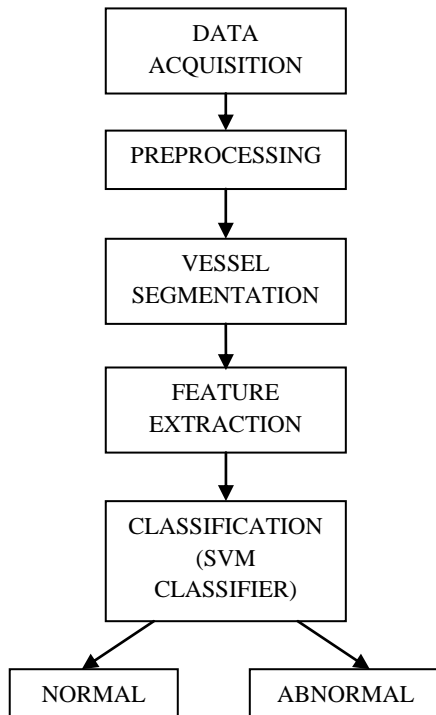 DATA
ACQUISITION
PREPROCESSING
VESSEL
SEGMENTATION
FEATURE
EXTRACTION
CLASSIFICATION
(SVM
CLASSIFIER)
NORMAL
ABNORMAL